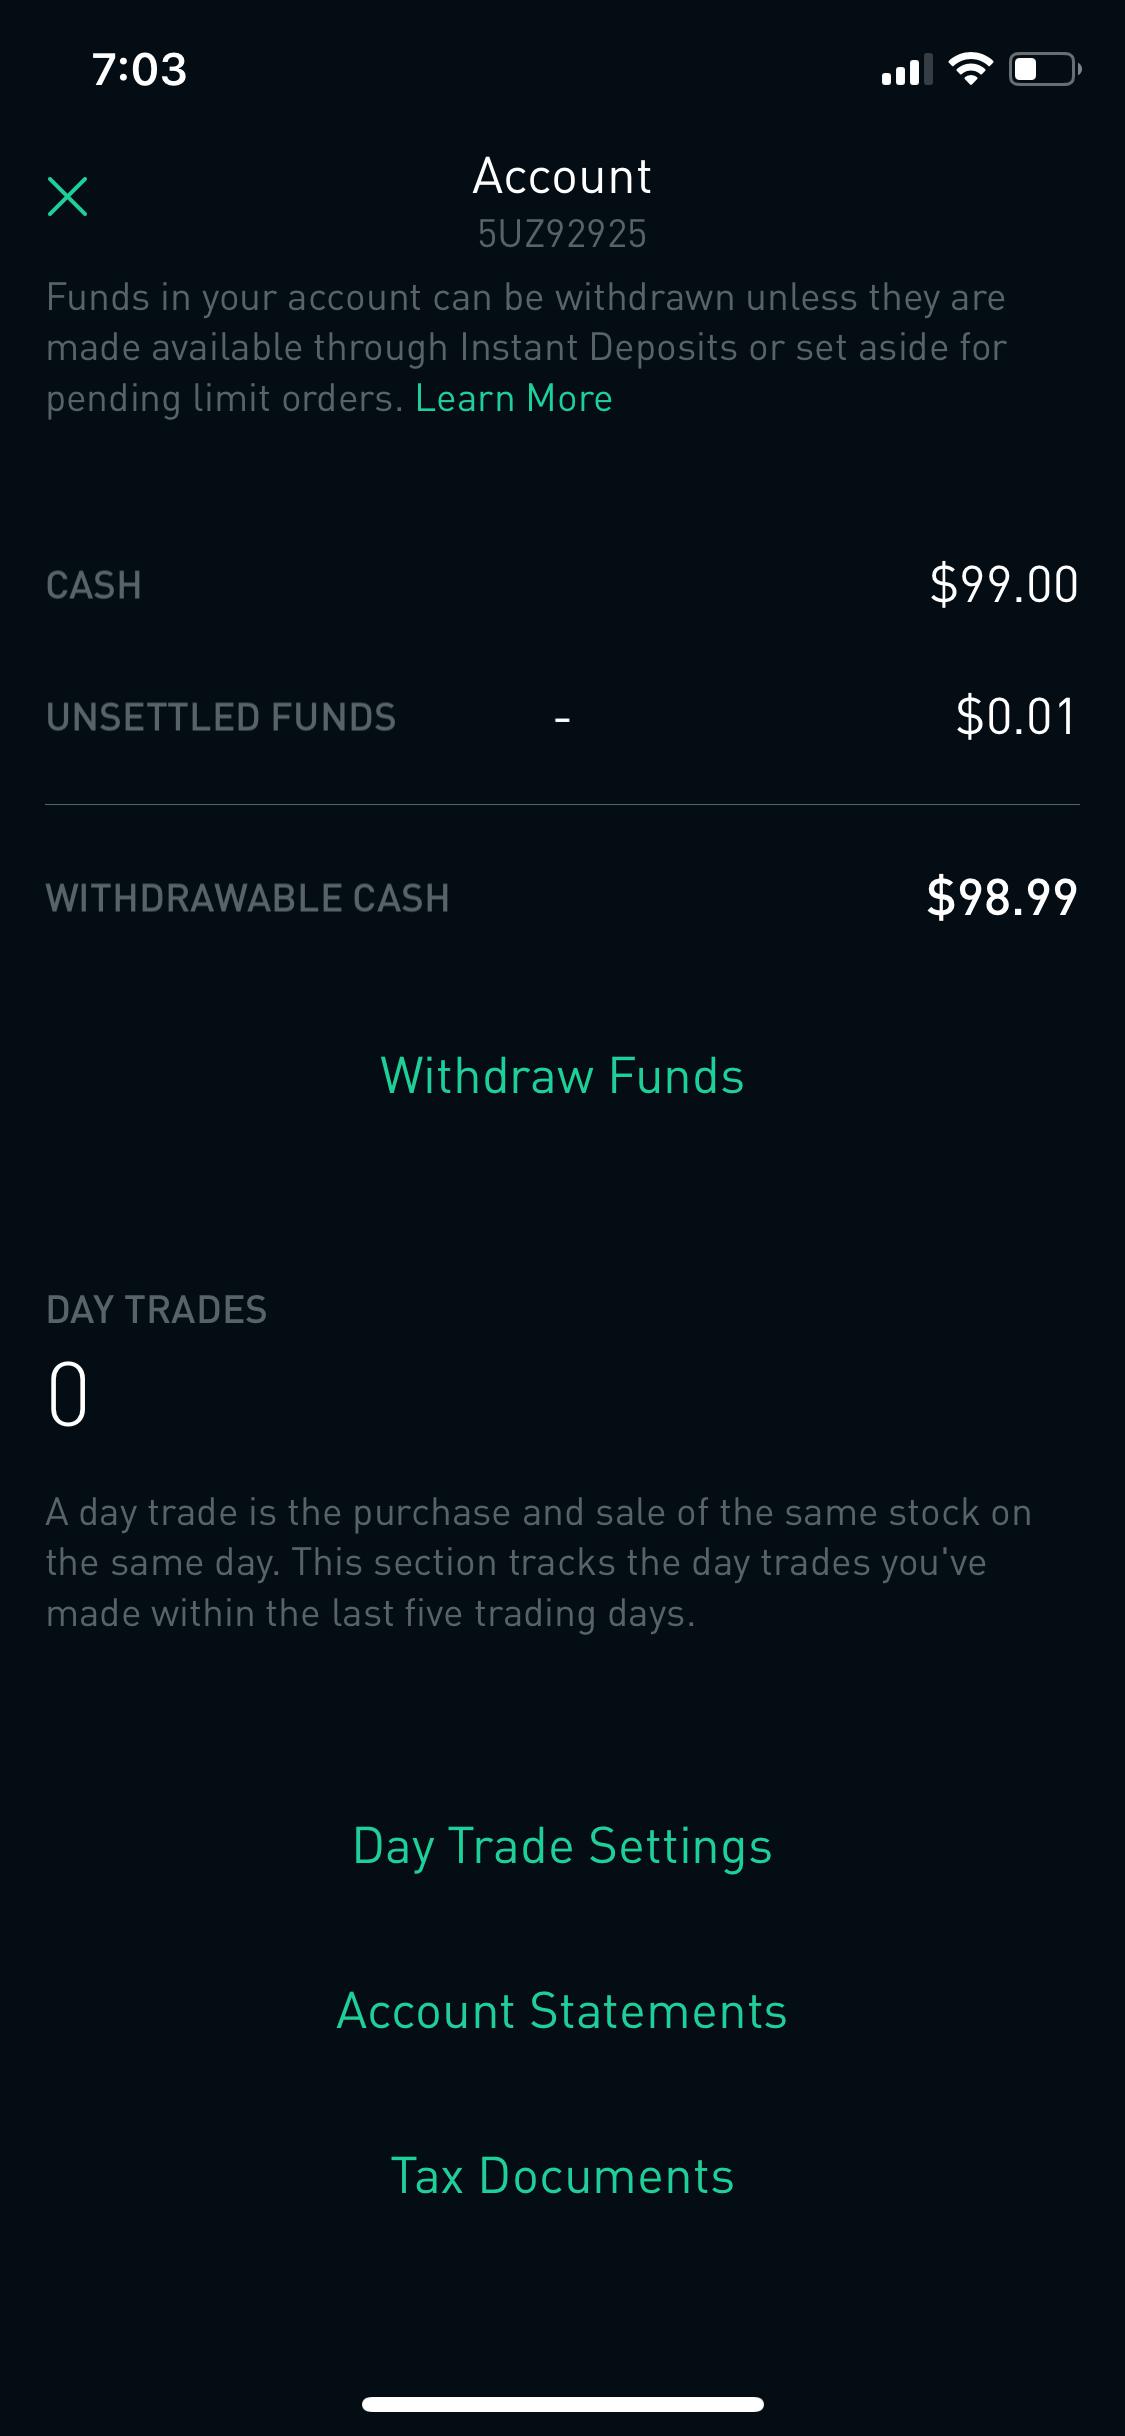 7:03
Account
5UZ92925
Funds in your account can be withdrawn unless they are
made available through Instant Deposits or set aside for
pending limit orders. Learn More
CASH $99.00
UNSETTLED FUNDS - $0.01
WITHDRAWABLE CASH $98.99
Withdraw Funds
DAY TRADES
0
A day trade is the purchase and sale of the same stock on
the same day. This section tracks the day trades you've
made within the last five trading days.
Day Trade Settings
Account Statements
Tax Documents